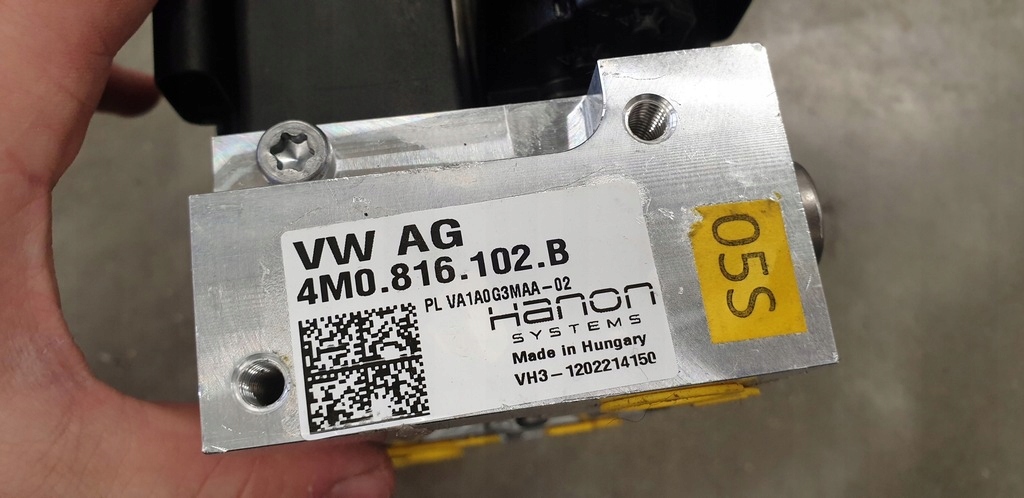 VW AG
4M0.816.102.B
PL VA1A0G3MAA-02
Hanon
SYSTEMS
Made in Hungary
VH3-1202214150
05S